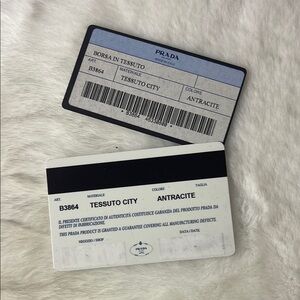 PRADA
BORSA IN TESSUTO
ART. MATERIALE COLORE
B3864 TESSUTO CITY ANTRACITE
ART. MATERIALE COLORE TAGLIA
B3864 TESSUTO CITY ANTRACITE
IL PRESENTE CERTIFICATO DI AUTENTICITÀ COSTITUISCE GARANZIA DEL PRODOTTO PRADA DA
DIFETTI DI FABBRICAZIONE.
THIS PRADA PRODUCT IS GRANTED A GUARANTEE COVERING ALL MANUFACTURING DEFECTS.
NEGOZIO / SHOP DATA / DATE